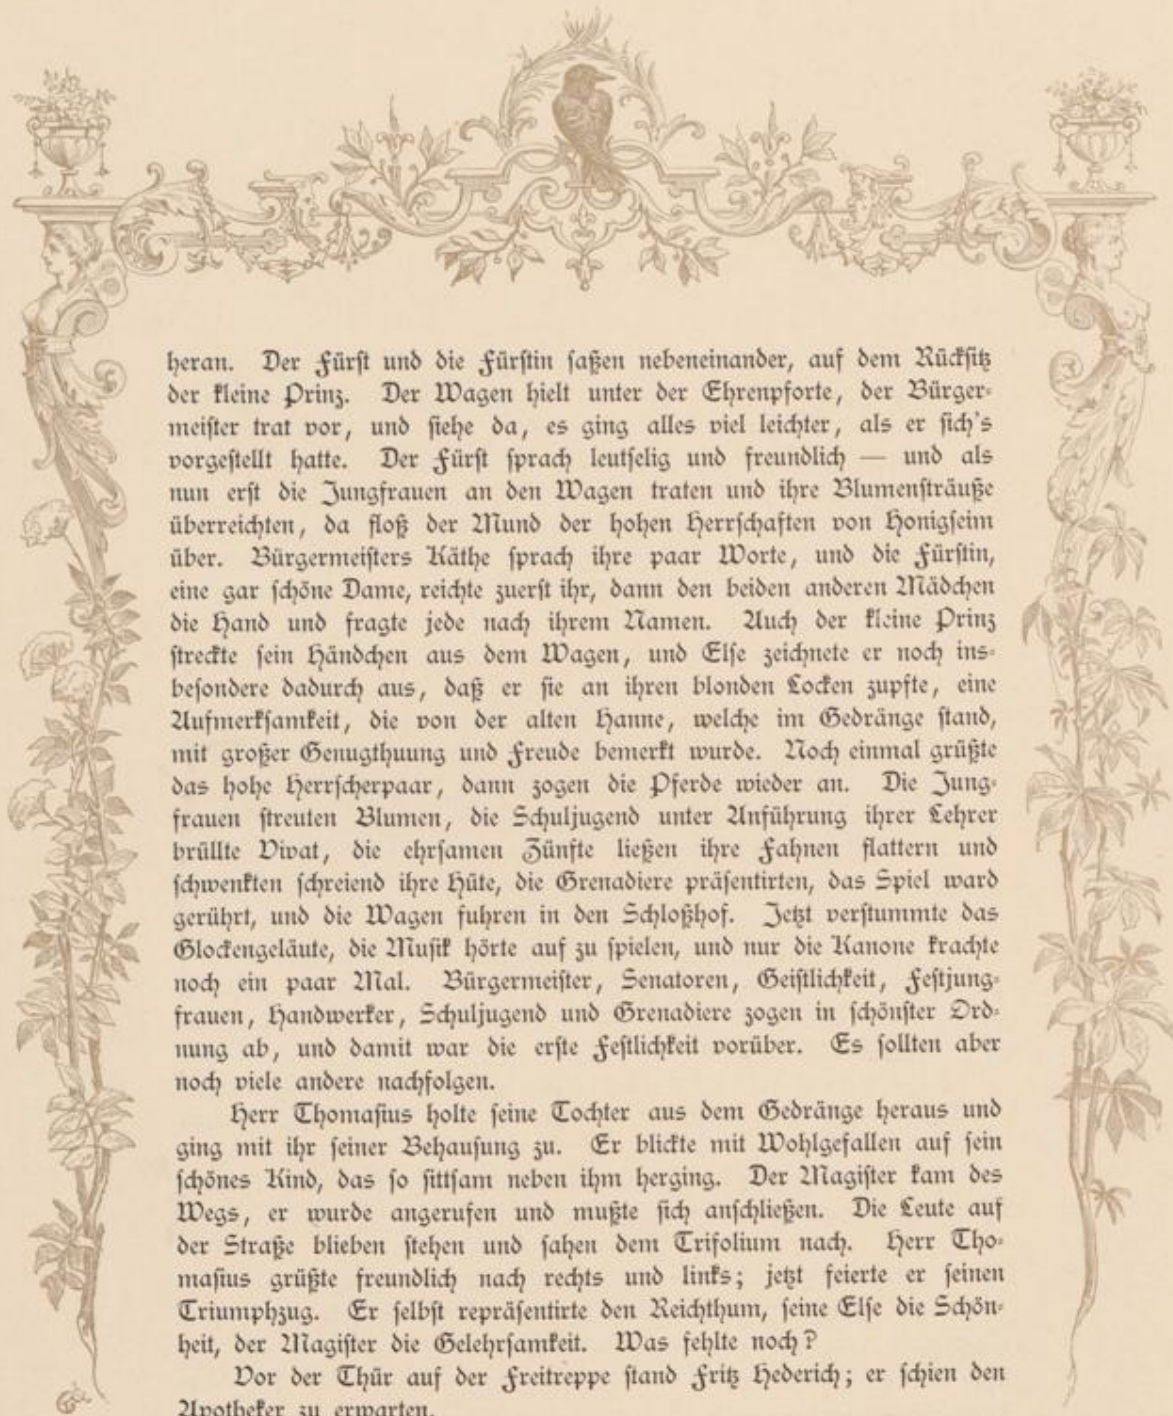 heran. Der Fürst und die Fürstin saßen nebeneinander, auf dem Rücksitz
der kleine Prinz. Der Wagen hielt unter der Ehrenpforte, der Bürger-
meister trat vor, und siehe da, es ging alles viel leichter, als er sich's
vorgestellt hatte. Der Fürst sprach leutselig und freundlich — und als
nun erst die Jungfrauen an den Wagen traten und ihre Blumensträuße
überreichten, da floß der Mund der hohen Herrschaften von Honigseim
über. Bürgermeisters Käthe sprach ihre paar Worte, und die Fürstin,
eine gar schöne Dame, reichte zuerst ihr, dann den beiden anderen Mädchen
die Hand und fragte jede nach ihrem Namen. Auch der kleine Prinz
streckte sein Händchen aus dem Wagen, und Else zeichnete er noch ins-
besondere dadurch aus, daß er sie an ihren blonden Locken zupfte, eine
Aufmerksamkeit, die von der alten Hanne, welche im Gedränge stand,
mit großer Genugthuung und Freude bemerkt wurde. Noch einmal grüßte
das hohe Herrscherpaar, dann zogen die Pferde wieder an. Die Jung-
frauen streuten Blumen, die Schuljugend unter Anführung ihrer Lehrer
brüllte Vivat, die ehrsamen Zünfte ließen ihre Fahnen flattern und
schwenkten schreiend ihre Hüte, die Grenadiere präsentirten, das Spiel ward
gerührt, und die Wagen fuhren in den Schloßhof. Jetzt verstummte das
Glockengeläute, die Musik hörte auf zu spielen, und nur die Kanone krachte
noch ein paar Mal. Bürgermeister, Senatoren, Geistlichkeit, Festjung-
frauen, Handwerker, Schuljugend und Grenadiere zogen in schönster Ord-
nung ab, und damit war die erste Festlichkeit vorüber. Es sollten aber
noch viele andere nachfolgen.
Herr Thomasius holte seine Tochter aus dem Gedränge heraus und
ging mit ihr seiner Behausung zu. Er blickte mit Wohlgefallen auf sein
schönes Kind, das so sittsam neben ihm herging. Der Magister kam des
Wegs, er wurde angerufen und mußte sich anschließen. Die Leute auf
der Straße blieben stehen und sahen dem Trifolium nach. Herr Tho-
masius grüßte freundlich nach rechts und links; jetzt feierte er seinen
Triumphzug. Er selbst repräsentirte den Reichthum, seine Else die Schön-
heit, der Magister die Gelehrsamkeit. Was fehlte noch?
Vor der Thür auf der Freitreppe stand Fritz Hederich; er schien den
Apotheker zu erwarten.